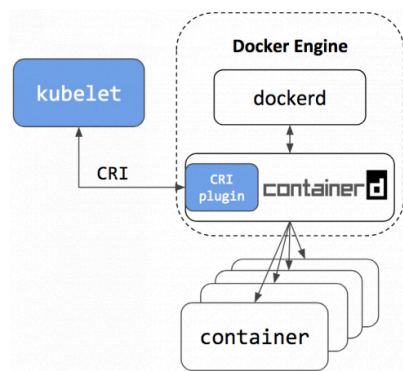 Docker Engine
kubelet
dockerd
CRI
CRI
plugin
containerd
container